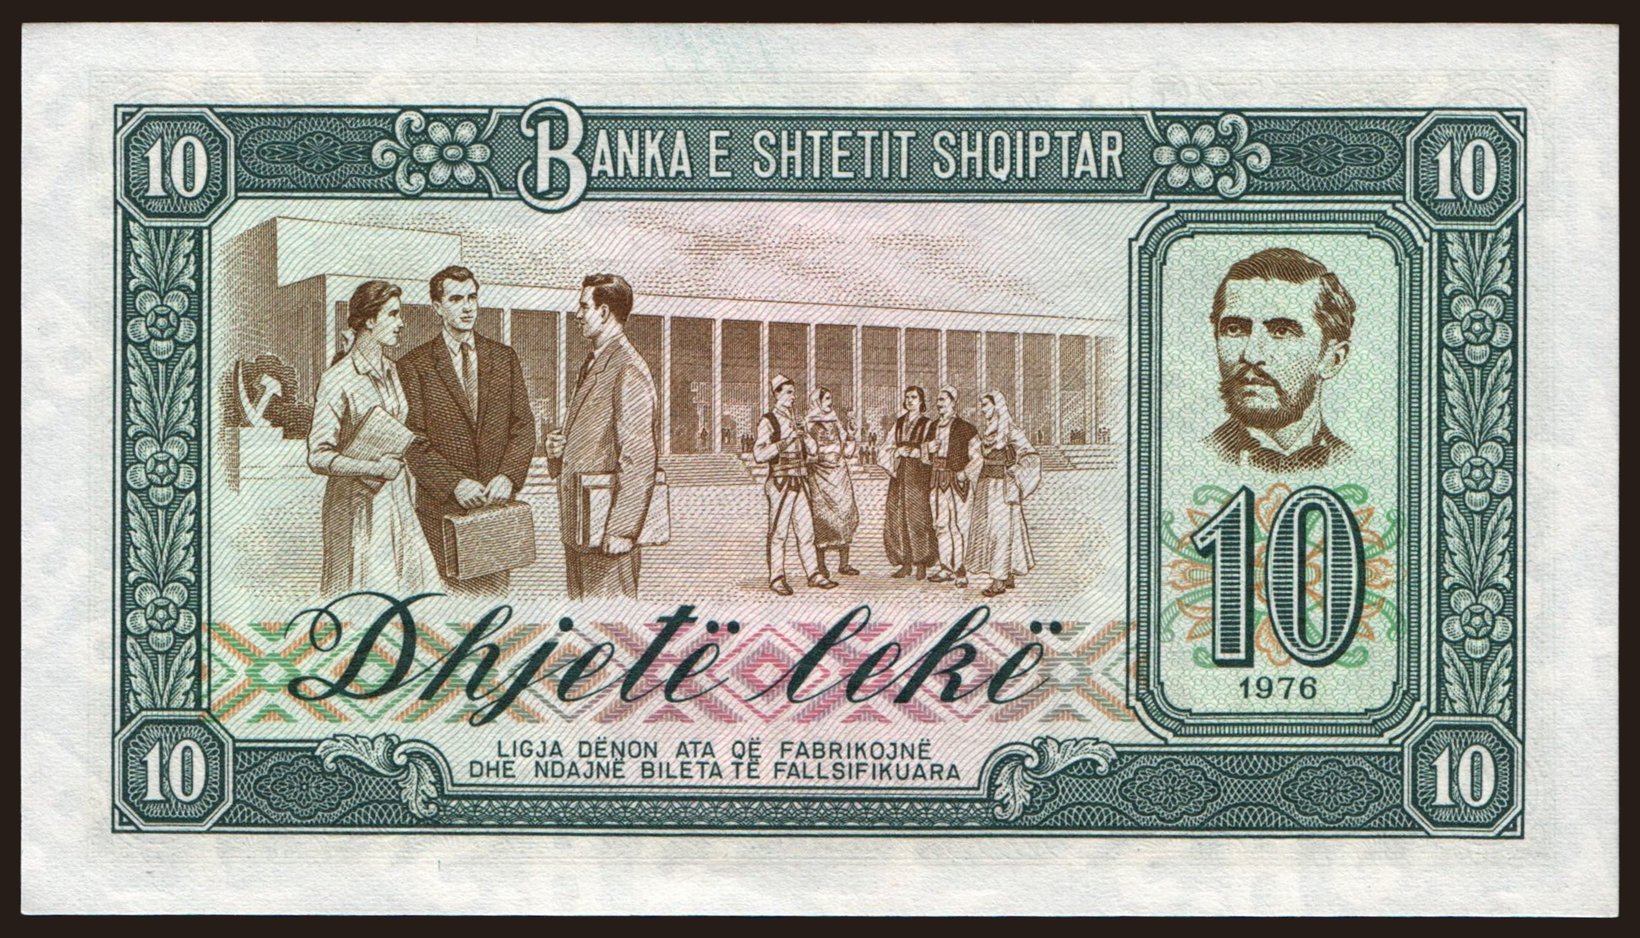 10
BANKA E SHTETIT SHQIPTAR
10
10
1976
Dhjetë lekë
LIGJA DËNON ATA QË FABRIKOJNË
DHE NDAJNË BILETA TË FALLSIFIKUARA
10
10